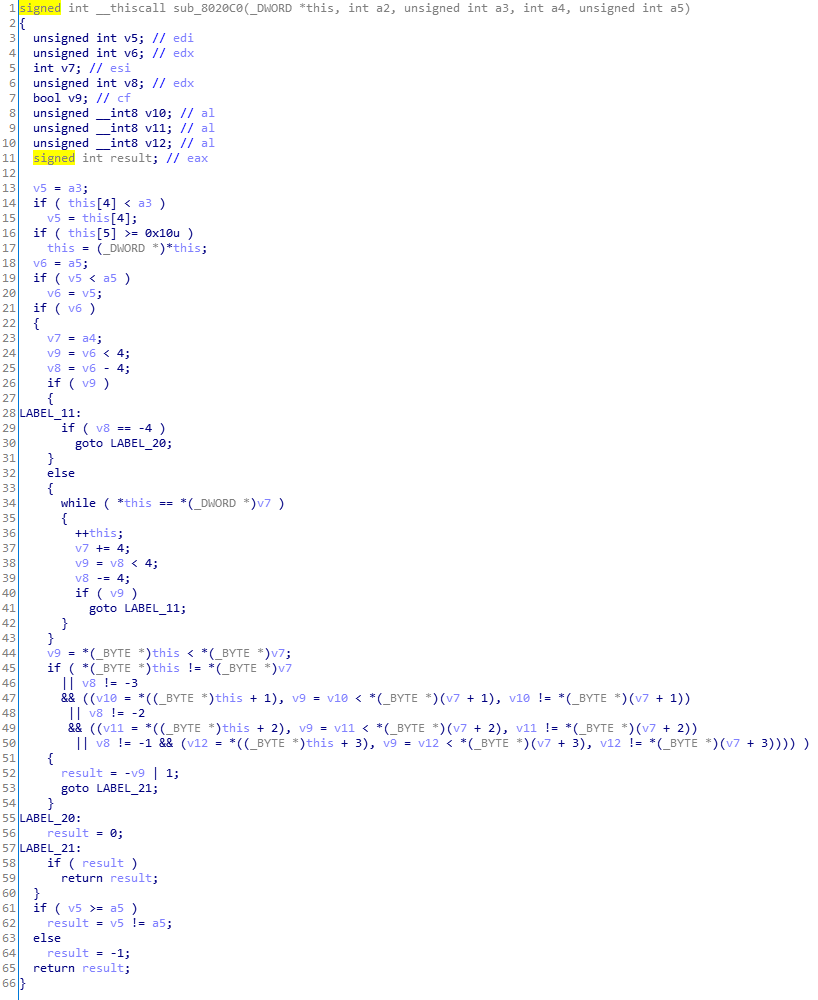 1 signed int __thiscall sub_8020C0(_DWORD *this, int a2, unsigned int a3, int a4, unsigned int a5)
2 {
3   unsigned int v5; // edi
4   unsigned int v6; // edx
5   int v7; // esi
6   unsigned int v8; // edx
7   bool v9; // cf
8   unsigned __int8 v10; // al
9   unsigned __int8 v11; // al
10   unsigned __int8 v12; // al
11   signed int result; // eax
12
13   v5 = a3;
14   if ( this[4] < a3 )
15     v5 = this[4];
16   if ( this[5] >= 0x10u )
17     this = (_DWORD *)*this;
18   v6 = a5;
19   if ( v5 < a5 )
20     v6 = v5;
21   if ( v6 )
22   {
23     v7 = a4;
24     v9 = v6 < 4;
25     v8 = v6 - 4;
26     if ( v9 )
27     {
28 LABEL_11:
29       if ( v8 == -4 )
30         goto LABEL_20;
31     }
32     else
33     {
34       while ( *this == *(_DWORD *)v7 )
35       {
36         ++this;
37         v7 += 4;
38         v9 = v8 < 4;
39         v8 -= 4;
40         if ( v9 )
41           goto LABEL_11;
42       }
43     }
44     v9 = *(_BYTE *)this < *(_BYTE *)v7;
45     if ( *(_BYTE *)this != *(_BYTE *)v7
46       || v8 != -3
47       && ((v10 = *((_BYTE *)this + 1), v9 = v10 < *(_BYTE *)(v7 + 1), v10 != *(_BYTE *)(v7 + 1))
48        || v8 != -2
49        && ((v11 = *((_BYTE *)this + 2), v9 = v11 < *(_BYTE *)(v7 + 2), v11 != *(_BYTE *)(v7 + 2))
50         || v8 != -1 && (v12 = *((_BYTE *)this + 3), v9 = v12 < *(_BYTE *)(v7 + 3), v12 != *(_BYTE *)(v7 + 3)))) )
51     {
52       result = -v9 | 1;
53       goto LABEL_21;
54     }
55 LABEL_20:
56     result = 0;
57 LABEL_21:
58     if ( result )
59       return result;
60   }
61   if ( v5 >= a5 )
62     result = v5 != a5;
63   else
64     result = -1;
65   return result;
66 }